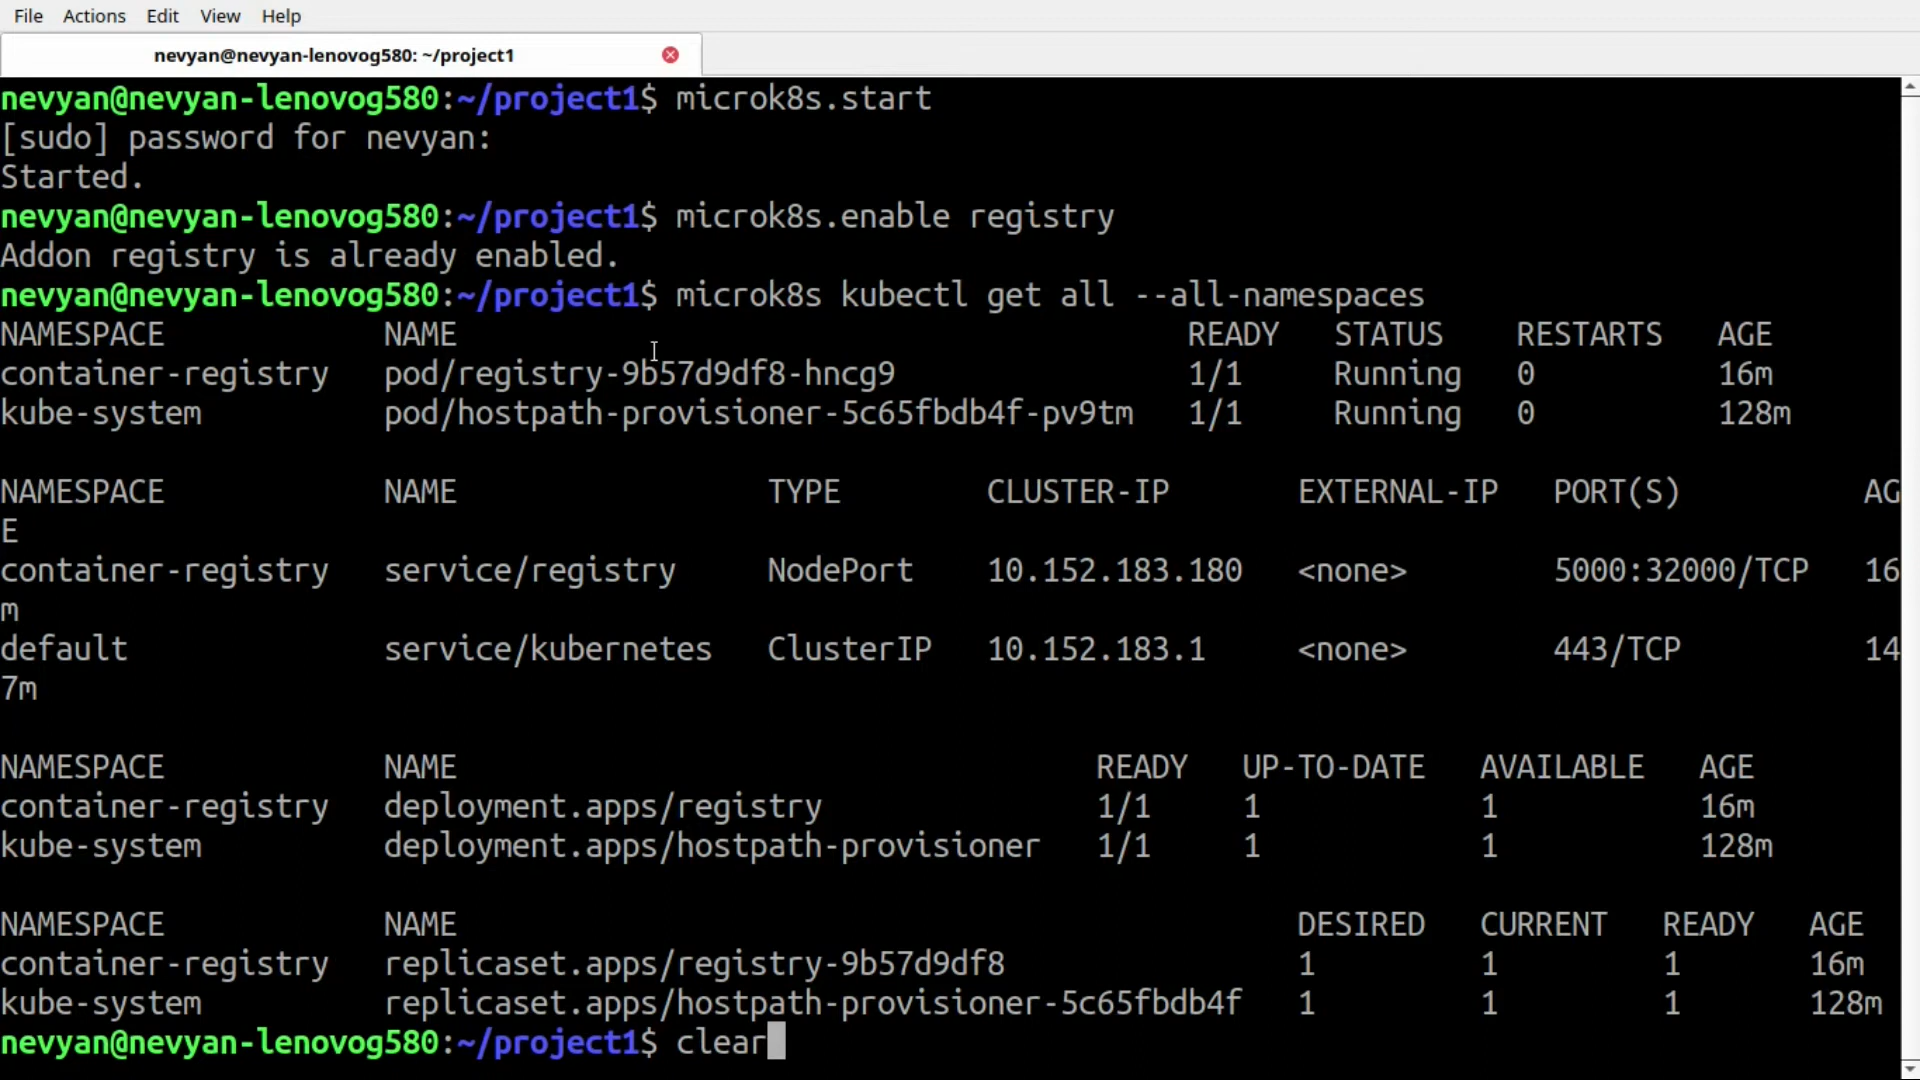 File Actions Edit View Help
nevyan@nevyan-lenovog580: ~/project1
nevyan@nevyan-lenovog580:~/project1$ microk8s.start
[sudo] password for nevyan:
Started.
nevyan@nevyan-lenovog580:~/project1$ microk8s.enable registry
Addon registry is already enabled.
nevyan@nevyan-lenovog580:~/project1$ microk8s kubectl get all --all-namespaces
NAMESPACE NAME READY STATUS RESTARTS AGE
container-registry pod/registry-9b57d9df8-hncg9 1/1 Running 0 16m
kube-system pod/hostpath-provisioner-5c65fbdb4f-pv9tm 1/1 Running 0 128m
NAMESPACE NAME TYPE CLUSTER-IP EXTERNAL-IP PORT(S) AG
E
container-registry service/registry NodePort 10.152.183.180 <none> 5000:32000/TCP 16
m
default service/kubernetes ClusterIP 10.152.183.1 <none> 443/TCP 14
7m
NAMESPACE NAME READY UP-TO-DATE AVAILABLE AGE
container-registry deployment.apps/registry 1/1 1 1 16m
kube-system deployment.apps/hostpath-provisioner 1/1 1 1 128m
NAMESPACE NAME DESIRED CURRENT READY AGE
container-registry replicaset.apps/registry-9b57d9df8 1 1 1 16m
kube-system replicaset.apps/hostpath-provisioner-5c65fbdb4f 1 1 1 128m
nevyan@nevyan-lenovog580:~/project1$ clear